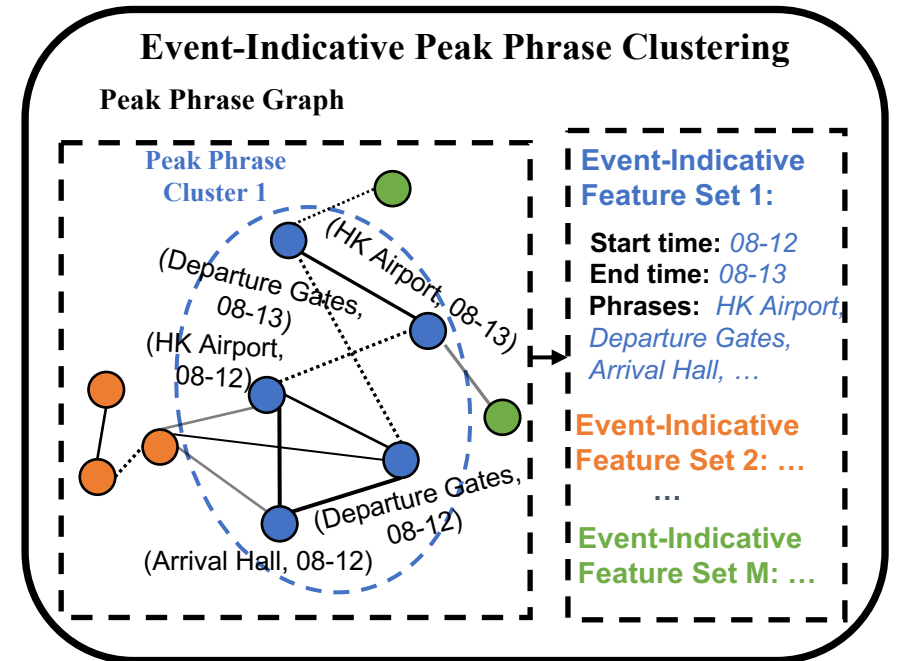 Event-Indicative Peak Phrase Clustering
Peak Phrase Graph
Peak Phrase
Cluster 1
(Departure Gates,
08-13)
(HK Airport, 08-13)
(HK Airport,
08-12)
(Departure Gates,
08-12)
(Arrival Hall, 08-12)
Event-Indicative
Feature Set 1:
Start time: 08-12
End time: 08-13
Phrases: HK Airport,
Departure Gates,
Arrival Hall, …
Event-Indicative
Feature Set 2: …
…
Event-Indicative
Feature Set M: …